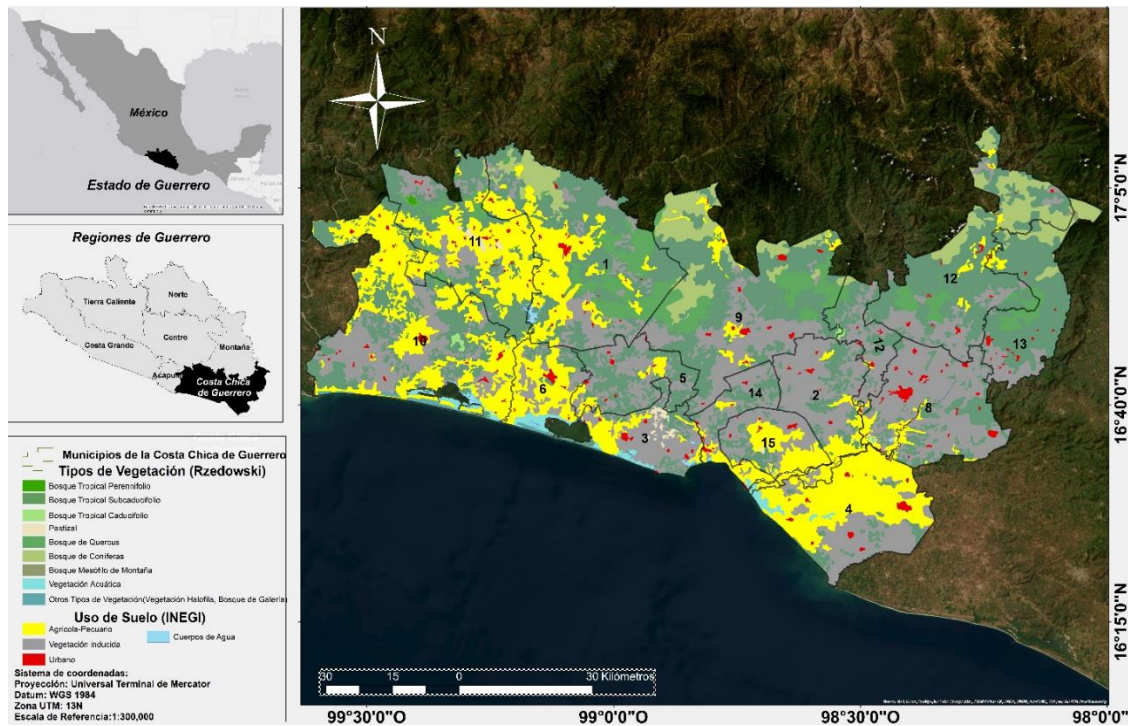 México
Estado de Guerrero
Regiones de Guerrero
Tierra Caliente
Norte
Costa Grande
Centro
Montaña
Acapulco
Costa Chica
de Guerrero
Municipios de la Costa Chica de Guerrero
Tipos de Vegetación (Rzedowski)
Bosque Tropical Perennifolio
Bosque Tropical Subcaducifolio
Bosque Tropical Caducifolio
Pastizal
Bosque de Quercus
Bosque de Coníferas
Bosque Mesófilo de Montaña
Vegetación Acuática
Otros Tipos de Vegetación(Vegetación Halofila, Bosque de Galería)
Uso de Suelo (INEGI)
Agrícola-Pecuario
Cuerpos de Agua
Vegetación inducida
Urbano
Sistema de coordenadas:
Proyección: Universal Terminal de Mercator
Datum: WGS 1984
Zona UTM: 13N
Escala de Referencia:1:300,000
N
11
1
12
9
10
13
12
5
6
14
2
8
3
15
4
30 15 0 30 Kilómetros
17°5'0"N
16°40'0"N
16°15'0"N
99°30'0"O
99°0'0"O
98°30'0"O
98°0'0"O